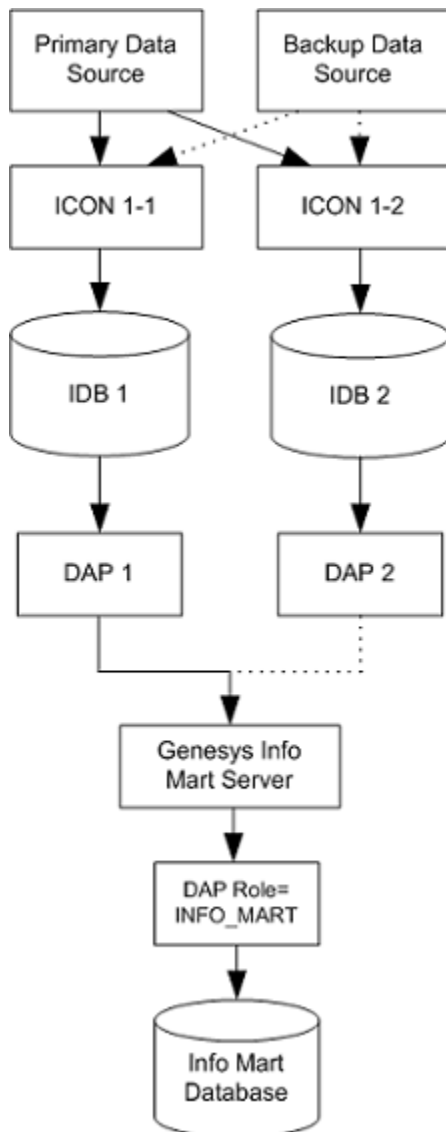 Primary Data
Source
Backup Data
Source
ICON 1-1
ICON 1-2
IDB 1
IDB 2
DAP 1
DAP 2
Genesys Info
Mart Server
DAP Role=
INFO_MART
Info Mart
Database